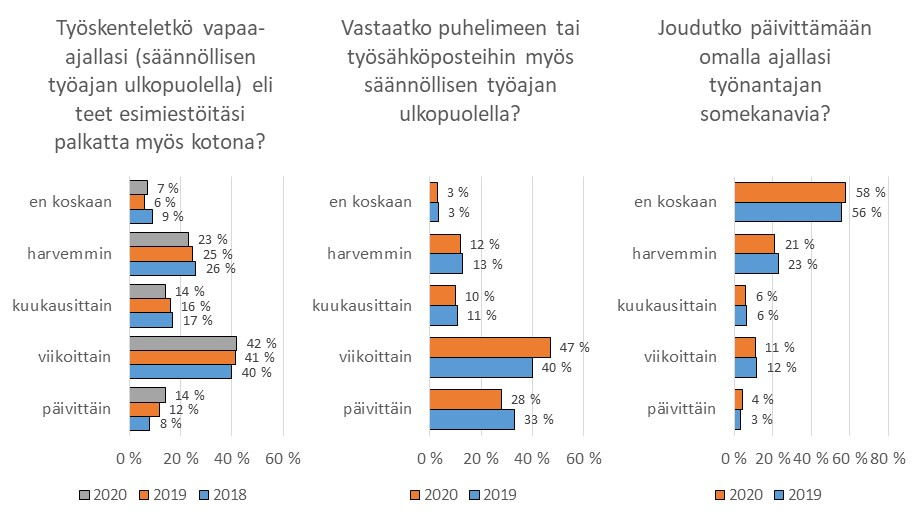 Työskenteletkö vapaa-
ajallasi (säännöllisen
työajan ulkopuolella) eli
teet esimiestöitäsi
palkatta myös kotona?
en koskaan
7 %
6 %
9 %
harvemmin
23 %
25 %
26 %
kuukausittain
14 %
16 %
17 %
viikoittain
42 %
41 %
40 %
päivittäin
14 %
12 %
8 %
0 % 20 % 40 % 60 %
2020 2019 2018
Vastaatko puhelimeen tai
työsähköposteihin myös
säännöllisen työajan
ulkopuolella?
en koskaan
3 %
3 %
harvemmin
12 %
13 %
kuukausittain
10 %
11 %
viikoittain
47 %
40 %
päivittäin
28 %
33 %
0 % 20 % 40 % 60 %
2020 2019
Joudutko päivittämään
omalla ajallasi
työnantajan
somekanavia?
en koskaan
58 %
56 %
harvemmin
21 %
23 %
kuukausittain
6 %
6 %
viikoittain
11 %
12 %
päivittäin
4 %
3 %
0 % 20 % 40 % 60 % 80 %
2020 2019